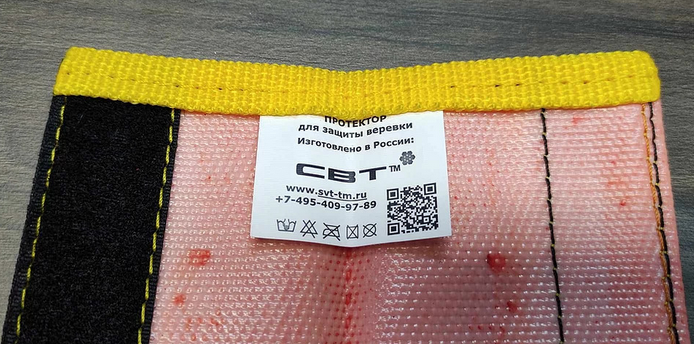 ПРОТЕКТОР
для защиты веревки
Изготовлено в России:
СВТ™
www.svt-tm.ru
+7-495-409-97-89